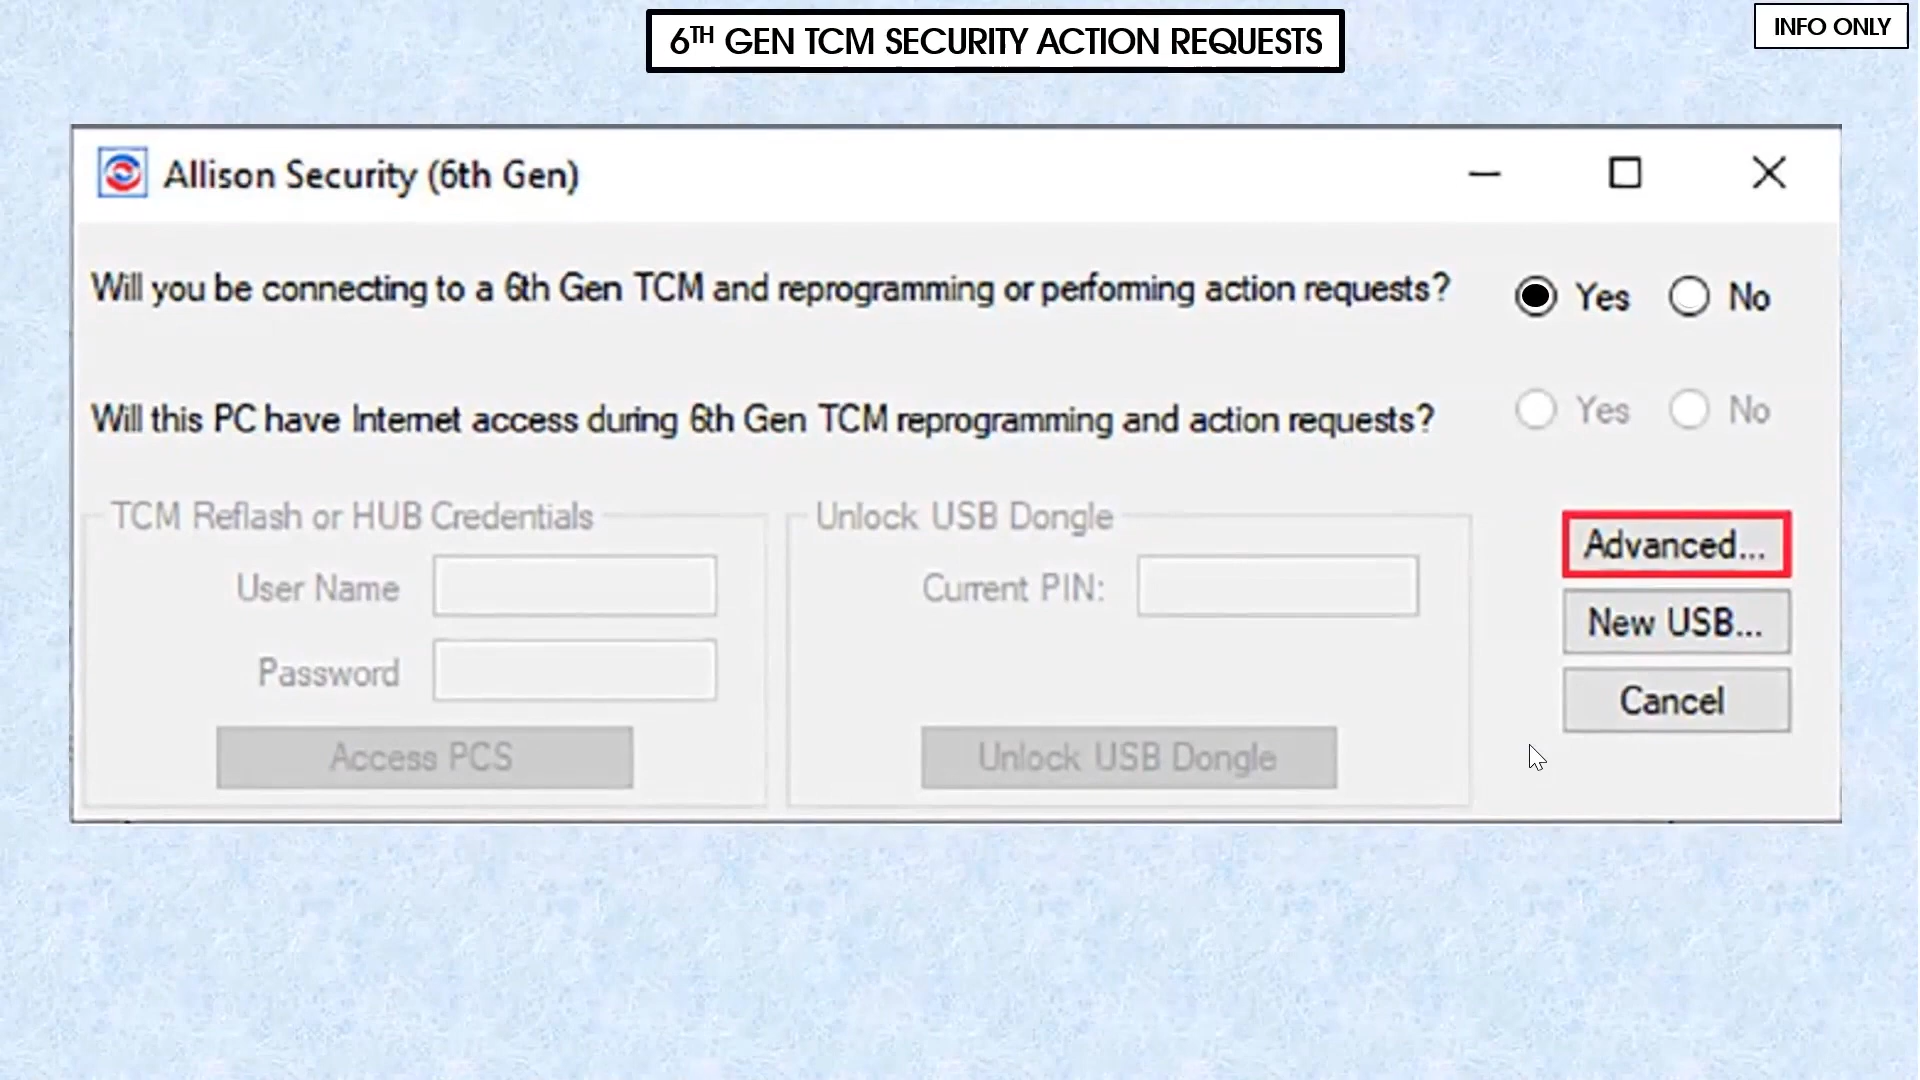 6TH GEN TCM SECURITY ACTION REQUESTS
INFO ONLY
Allison Security (6th Gen)
Will you be connecting to a 6th Gen TCM and reprogramming or performing action requests? Yes No
Will this PC have Internet access during 6th Gen TCM reprogramming and action requests? Yes No
TCM Reflash or HUB Credentials
User Name
Password
Access PCS
Unlock USB Dongle
Current PIN:
Unlock USB Dongle
Advanced...
New USB...
Cancel